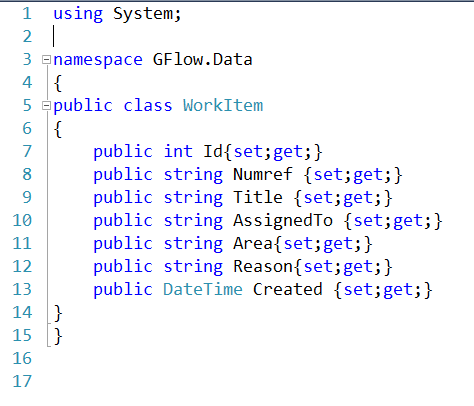 1 using System;
2
3 namespace GFlow.Data
4 {
5 public class WorkItem
6 {
7     public int Id{set;get;}
8     public string Numref {set;get;}
9     public string Title {set;get;}
10     public string AssignedTo {set;get;}
11     public string Area{set;get;}
12     public string Reason{set;get;}
13     public DateTime Created {set;get;}
14 }
15 }
16
17